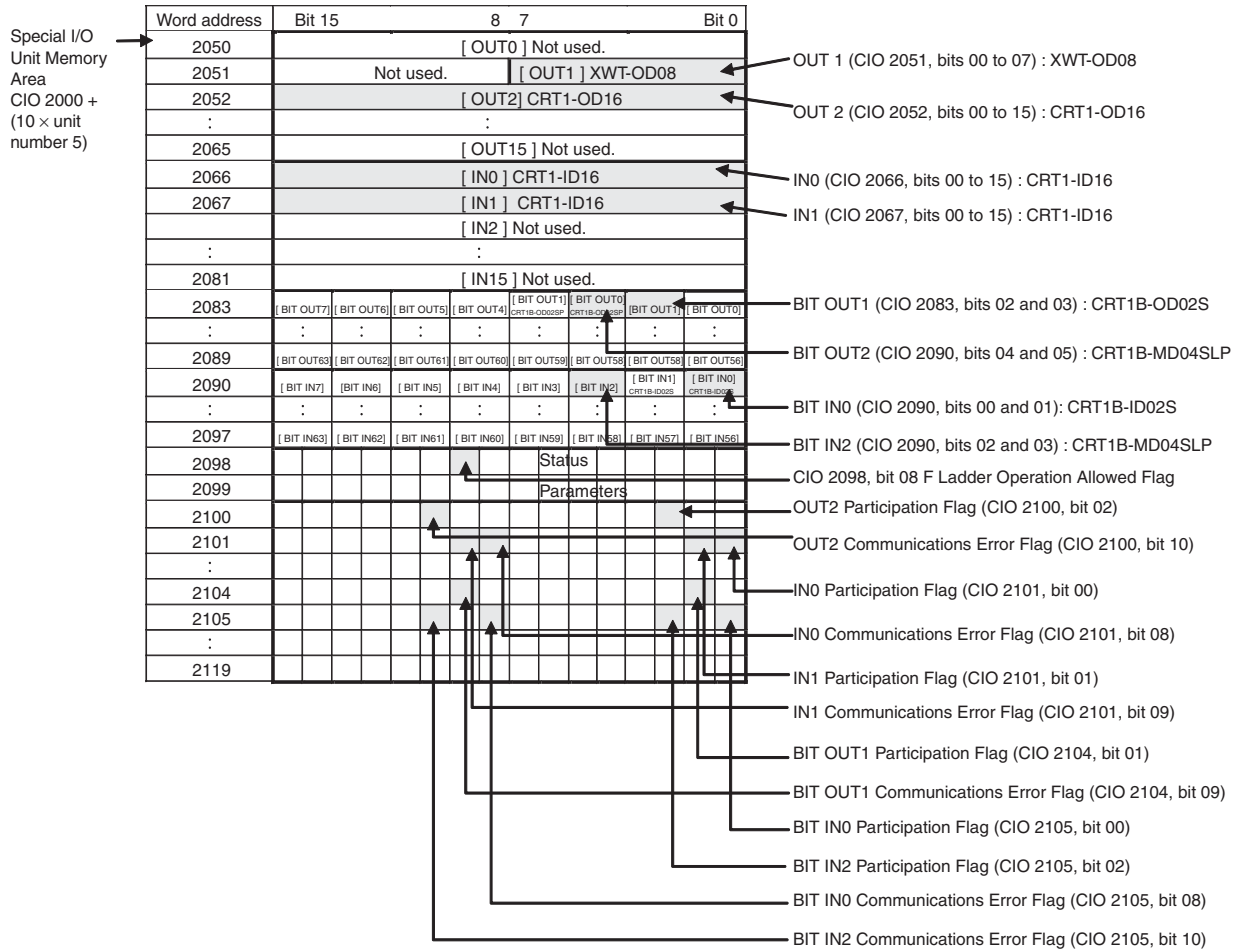 Special I/O
Unit Memory
Area
CIO 2000 +
(10 × unit
number 5)
Word address Bit 15 8 7 Bit 0
2050 [ OUT0 ] Not used.
2051 Not used. [ OUT1 ] XWT-OD08
2052 [ OUT2] CRT1-OD16
: :
2065 [ OUT15 ] Not used.
2066 [ IN0 ] CRT1-ID16
2067 [ IN1 ] CRT1-ID16
[ IN2 ] Not used.
: :
2081 [ IN15 ] Not used.
2083 [ BIT OUT7] [ BIT OUT6] [ BIT OUT5] [ BIT OUT4] [ BIT OUT1] CRT1B-OD02SP [ BIT OUT0] CRT1B-OD02SP [BIT OUT1] [ BIT OUT0]
: : : : : : : : :
2089 [ BIT OUT63] [ BIT OUT62] [ BIT OUT61] [ BIT OUT60] [ BIT OUT59] [ BIT OUT58] [ BIT OUT58] [ BIT OUT56]
2090 [ BIT IN7] [BIT IN6] [ BIT IN5] [ BIT IN4] [ BIT IN3] [ BIT IN2] [ BIT IN1] CRT1B-ID02S [ BIT IN0] CRT1B-ID02S
: : : : : : : : :
2097 [ BIT IN63] [ BIT IN62] [ BIT IN61] [ BIT IN60] [ BIT IN59] [ BIT IN58] [ BIT IN57] [ BIT IN56]
2098 Status
2099 Parameters
2100
2101
:
2104
2105
:
2119
OUT 1 (CIO 2051, bits 00 to 07) : XWT-OD08
OUT 2 (CIO 2052, bits 00 to 15) : CRT1-OD16
IN0 (CIO 2066, bits 00 to 15) : CRT1-ID16
IN1 (CIO 2067, bits 00 to 15) : CRT1-ID16
BIT OUT1 (CIO 2083, bits 02 and 03) : CRT1B-OD02S
BIT OUT2 (CIO 2090, bits 04 and 05) : CRT1B-MD04SLP
BIT IN0 (CIO 2090, bits 00 and 01): CRT1B-ID02S
BIT IN2 (CIO 2090, bits 02 and 03) : CRT1B-MD04SLP
CIO 2098, bit 08 F Ladder Operation Allowed Flag
OUT2 Participation Flag (CIO 2100, bit 02)
OUT2 Communications Error Flag (CIO 2100, bit 10)
IN0 Participation Flag (CIO 2101, bit 00)
IN0 Communications Error Flag (CIO 2101, bit 08)
IN1 Participation Flag (CIO 2101, bit 01)
IN1 Communications Error Flag (CIO 2101, bit 09)
BIT OUT1 Participation Flag (CIO 2104, bit 01)
BIT OUT1 Communications Error Flag (CIO 2104, bit 09)
BIT IN0 Participation Flag (CIO 2105, bit 00)
BIT IN2 Participation Flag (CIO 2105, bit 02)
BIT IN0 Communications Error Flag (CIO 2105, bit 08)
BIT IN2 Communications Error Flag (CIO 2105, bit 10)